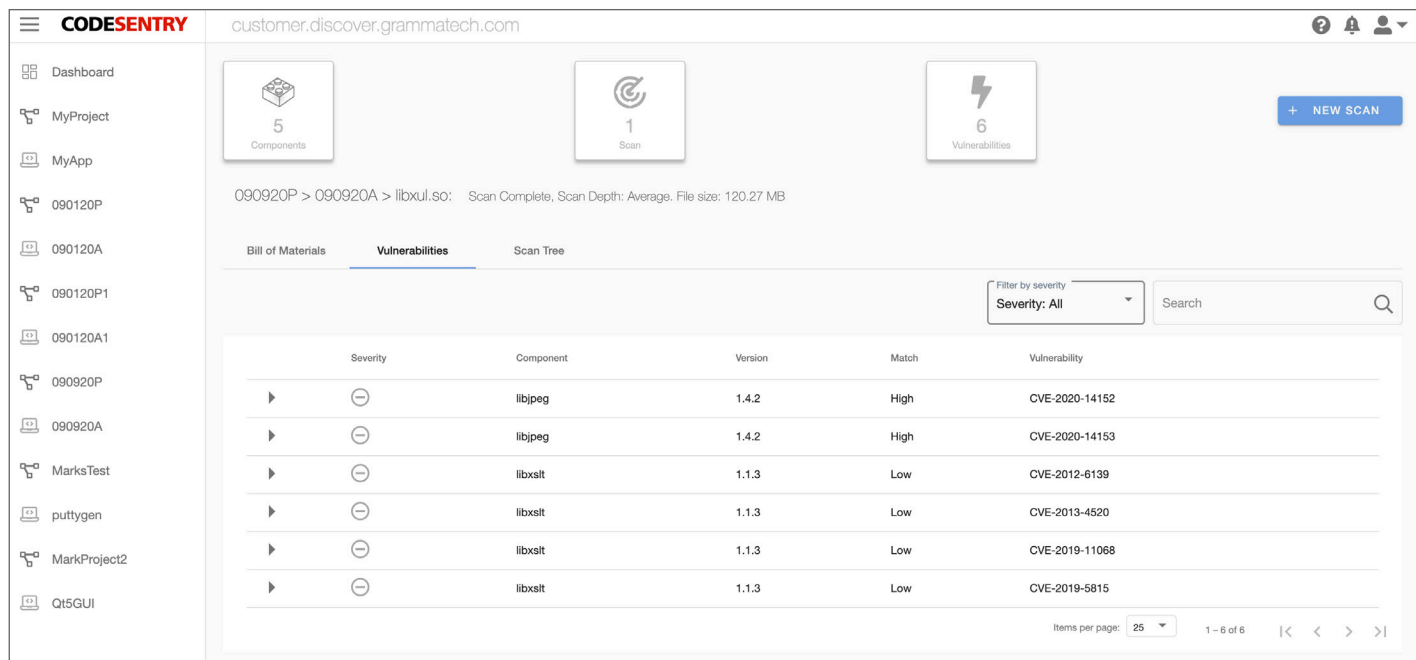 CODESENTRY customer.discover.grammatech.com
Dashboard
MyProject
MyApp
090120P
090120A
090120P1
090120A1
090920P
090920A
MarksTest
puttygen
MarkProject2
Qt5GUI
5
Components
1
Scan
6
Vulnerabilities
+ NEW SCAN
090920P > 090920A > libxul.so: Scan Complete, Scan Depth: Average. File size: 120.27 MB
Bill of Materials Vulnerabilities Scan Tree
Filter by severity
Severity: All
Search
Severity Component Version Match Vulnerability
libjpeg 1.4.2 High CVE-2020-14152
libjpeg 1.4.2 High CVE-2020-14153
libxslt 1.1.3 Low CVE-2012-6139
libxslt 1.1.3 Low CVE-2013-4520
libxslt 1.1.3 Low CVE-2019-11068
libxslt 1.1.3 Low CVE-2019-5815
Items per page: 25 1 – 6 of 6